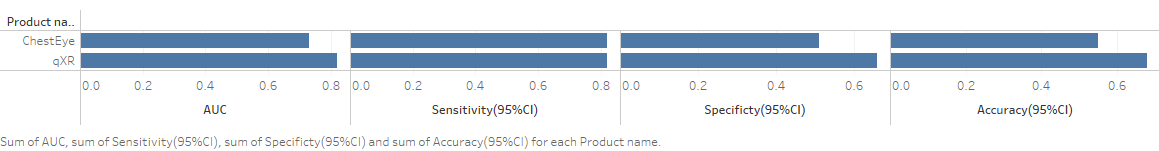 Product na..
ChestEye
qXR
0.0 0.2 0.4 0.6 0.8 0.0 0.2 0.4 0.6 0.8 0.0 0.2 0.4 0.6 0.0 0.2 0.4 0.6
AUC Sensitivity(95%CI) Specificty(95%CI) Accuracy(95%CI)
Sum of AUC, sum of Sensitivity(95%CI), sum of Specificty(95%CI) and sum of Accuracy(95%CI) for each Product name.